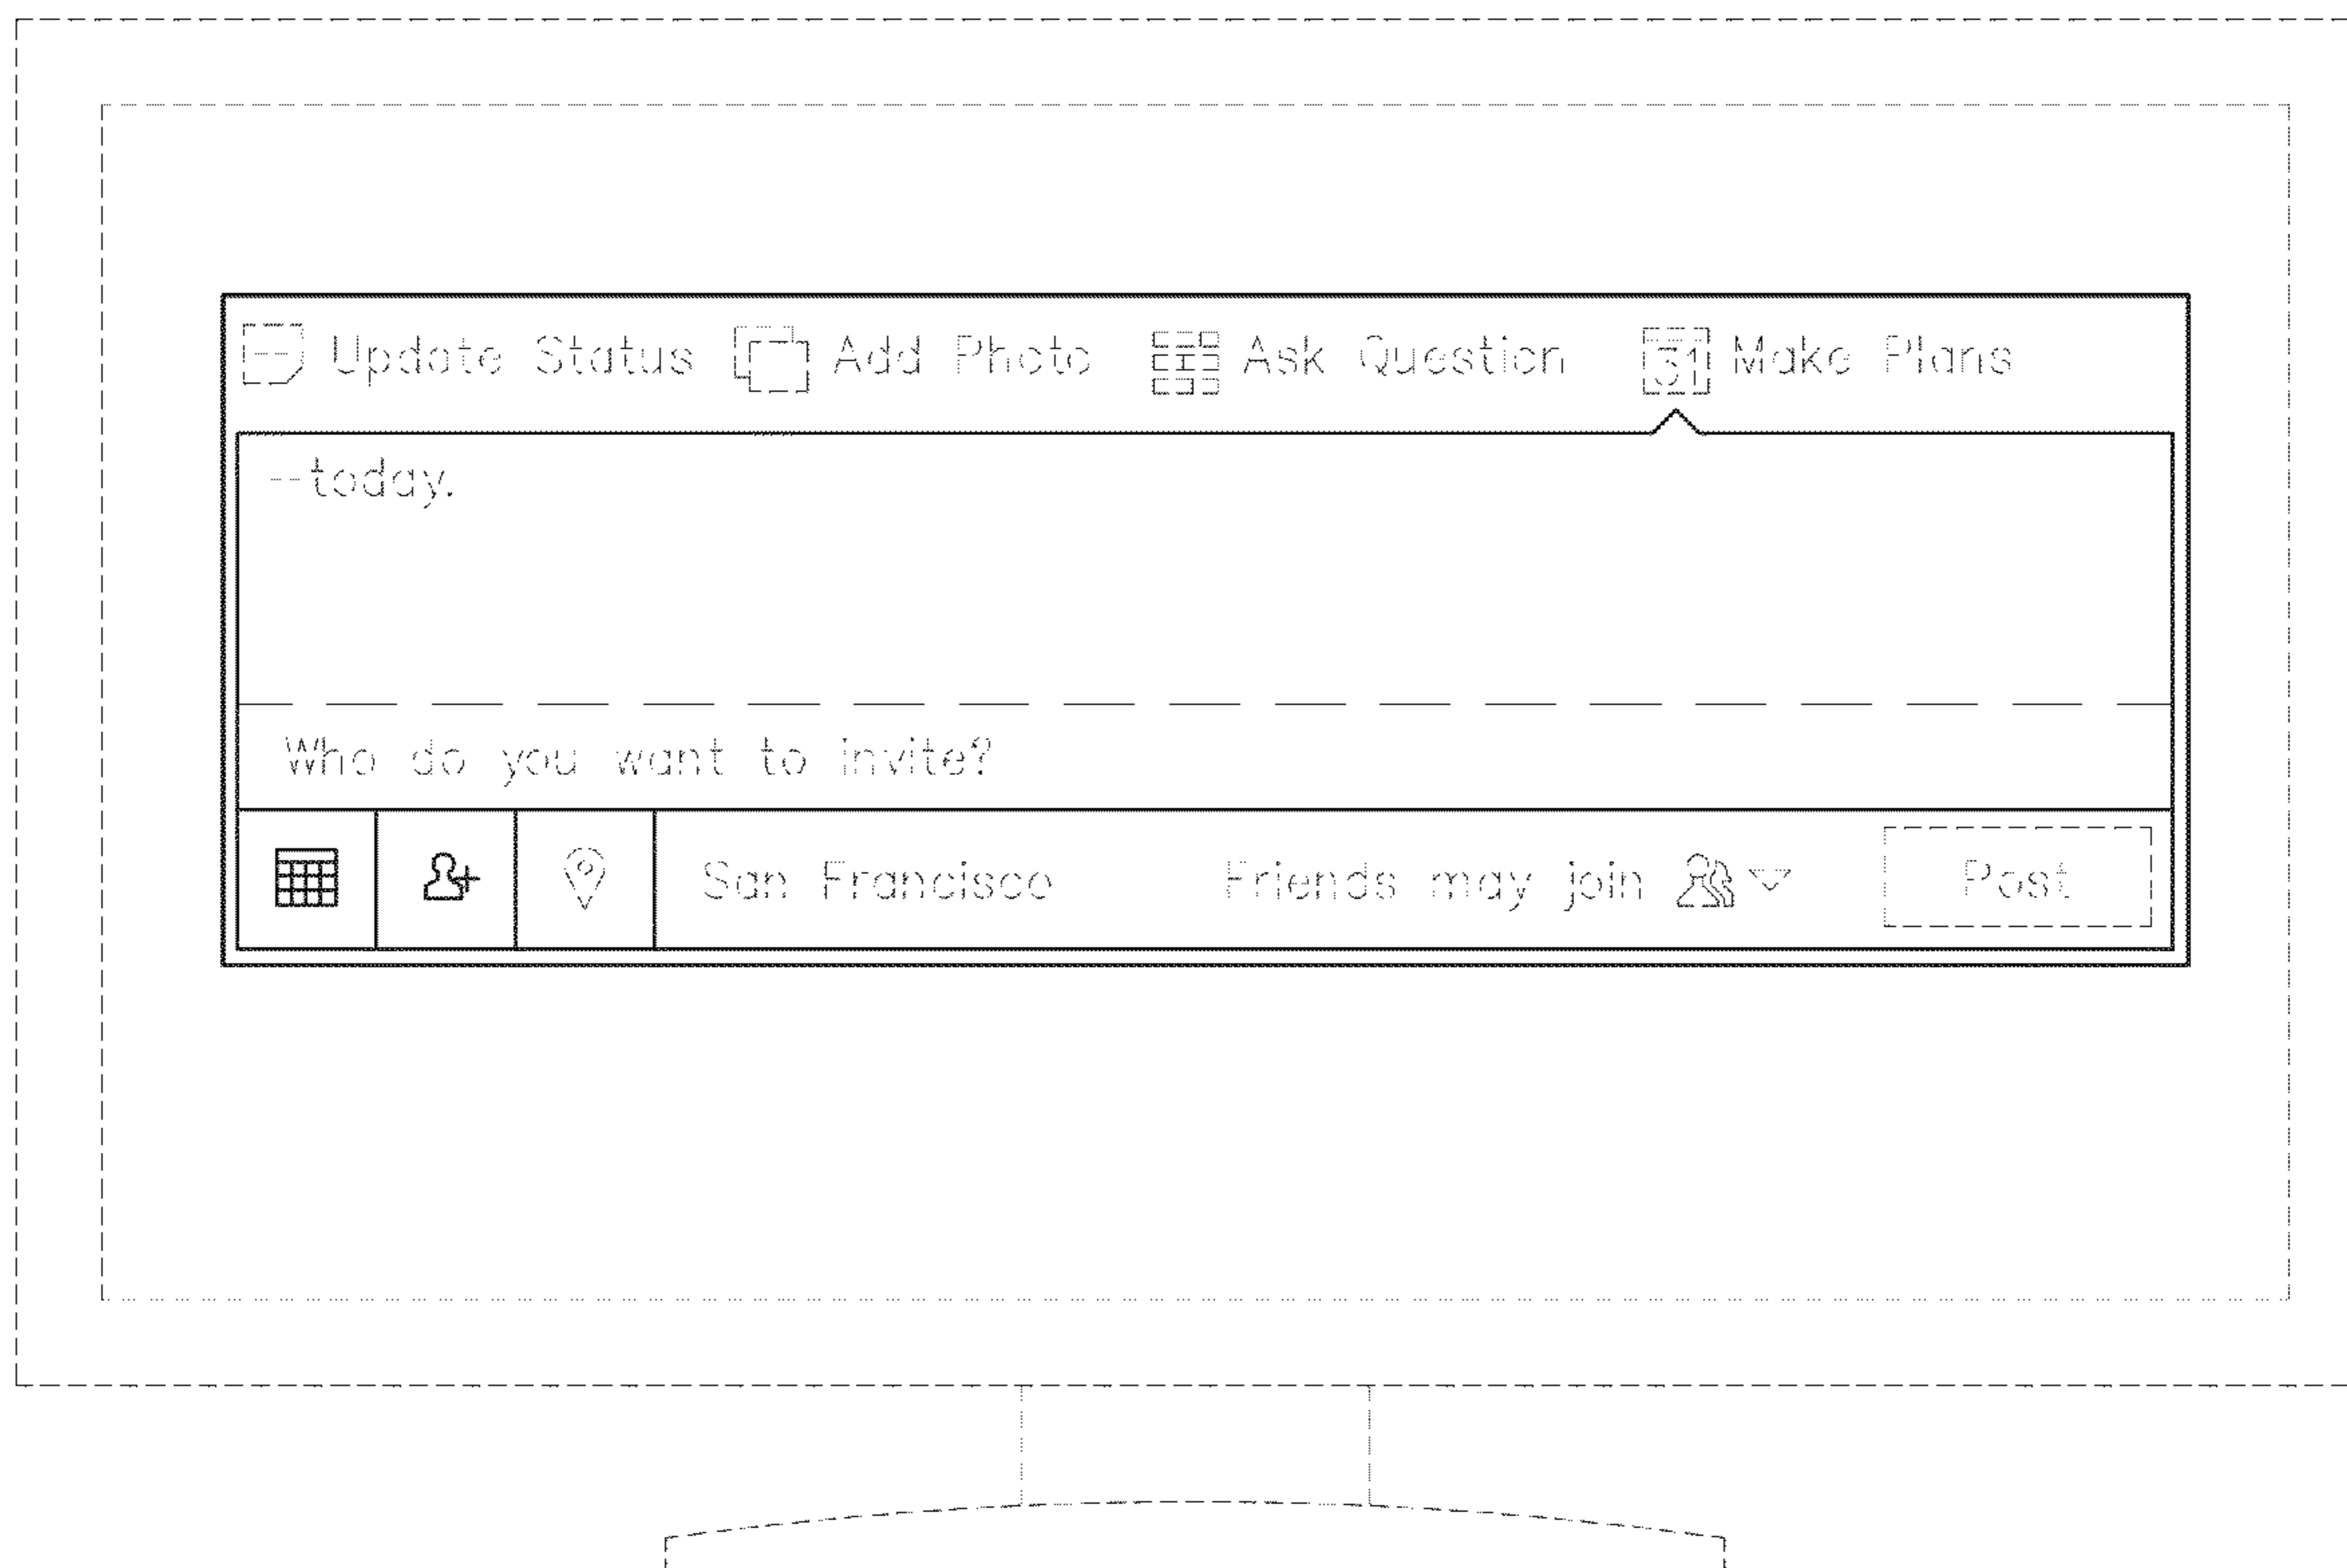 Update Status Add Photo Ask Question 31 Make Plans
--today.
Who do you want to invite?
San Francisco Friends may join Post